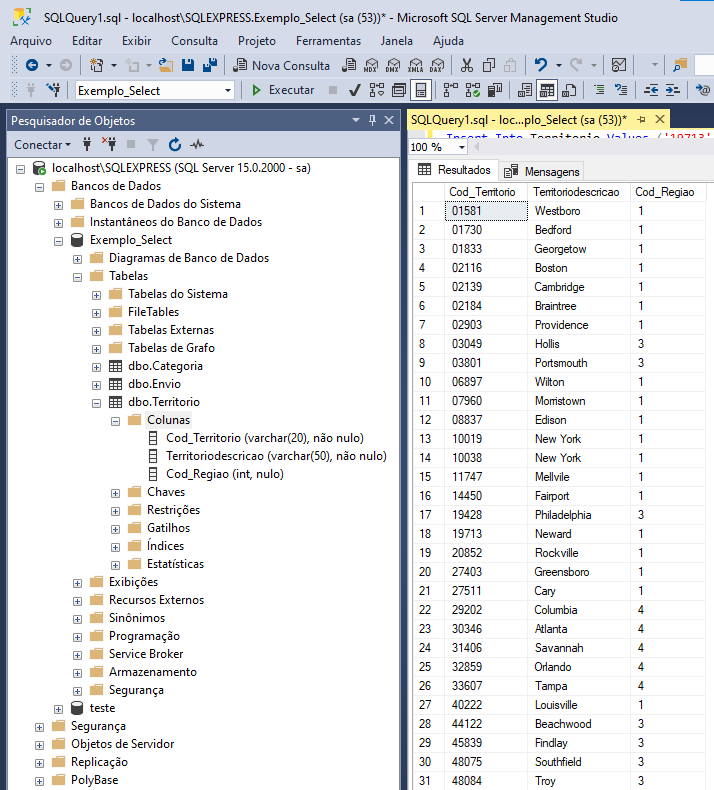 SQLQuery1.sql - localhost\SQLEXPRESS.Exemplo_Select (sa (53))* - Microsoft SQL Server Management Studio
Arquivo Editar Exibir Consulta Projeto Ferramentas Janela Ajuda
Nova Consulta MDX DMX XMLA DAX
Exemplo_Select Executar
Pesquisador de Objetos
Conectar
localhost\SQLEXPRESS (SQL Server 15.0.2000 - sa)
Bancos de Dados
Bancos de Dados do Sistema
Instantâneos do Banco de Dados
Exemplo_Select
Diagramas de Banco de Dados
Tabelas
Tabelas do Sistema
FileTables
Tabelas Externas
Tabelas de Grafo
dbo.Categoria
dbo.Envio
dbo.Territorio
Colunas
Cod_Territorio (varchar(20), não nulo)
Territoriodescricao (varchar(50), não nulo)
Cod_Regiao (int, nulo)
Chaves
Restrições
Gatilhos
Índices
Estatísticas
Exibições
Recursos Externos
Sinônimos
Programação
Service Broker
Armazenamento
Segurança
teste
Segurança
Objetos de Servidor
Replicação
PolyBase
SQLQuery1.sql - loc...plo_Select (sa (53))*
Insert Into Territorio Values ('19713'
100 %
Resultados Mensagens
Cod_Territorio Territoriodescricao Cod_Regiao
1 01581 Westboro 1
2 01730 Bedford 1
3 01833 Georgetow 1
4 02116 Boston 1
5 02139 Cambridge 1
6 02184 Braintree 1
7 02903 Providence 1
8 03049 Hollis 3
9 03801 Portsmouth 3
10 06897 Wilton 1
11 07960 Morristown 1
12 08837 Edison 1
13 10019 New York 1
14 10038 New York 1
15 11747 Mellvile 1
16 14450 Fairport 1
17 19428 Philadelphia 3
18 19713 Neward 1
19 20852 Rockville 1
20 27403 Greensboro 1
21 27511 Cary 1
22 29202 Columbia 4
23 30346 Atlanta 4
24 31406 Savannah 4
25 32859 Orlando 4
26 33607 Tampa 4
27 40222 Louisville 1
28 44122 Beachwood 3
29 45839 Findlay 3
30 48075 Southfield 3
31 48084 Troy 3